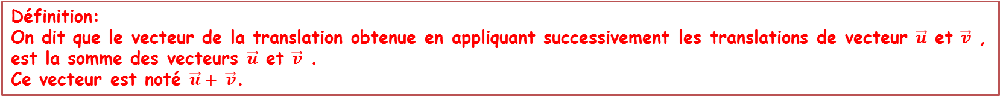 Définition:
On dit que le vecteur de la translation obtenue en appliquant successivement les translations de vecteur $\vec{u}$ et $\vec{v}$ ,
est la somme des vecteurs $\vec{u}$ et $\vec{v}$ .
Ce vecteur est noté $\vec{u} + \vec{v}$.